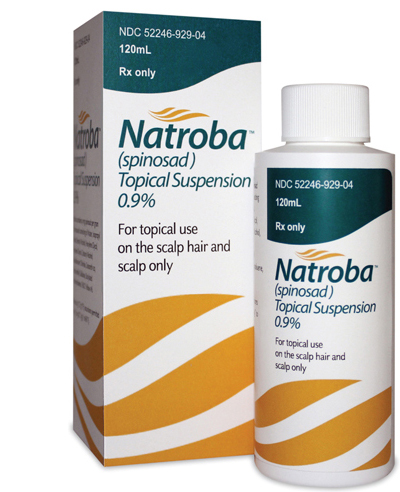 NDC 52246-929-04
120mL
Rx only
Natroba™
(spinosad)
Topical Suspension
0.9%
For topical use
on the scalp hair and
scalp only
NDC 52246-929-04
120mL
Rx only
Natroba™
(spinosad)
Topical Suspension
0.9%
For topical use
on the scalp hair and
scalp only